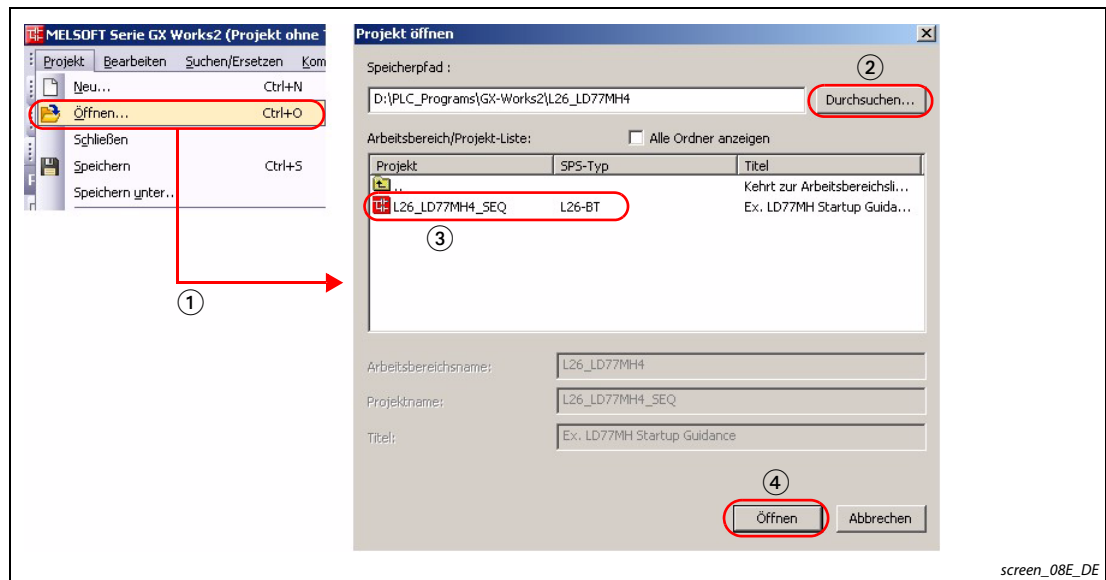 MELSOFT Serie GX Works2 (Projekt ohne
Projekt Bearbeiten Suchen/Ersetzen Kom
Neu... Ctrl+N
Öffnen... Ctrl+O
Schließen
Speichern Ctrl+S
Speichern unter..
①
Projekt öffnen
Speicherpfad :
②
D:\PLC_Programs\GX-Works2\L26_LD77MH4 Durchsuchen...
Arbeitsbereich/Projekt-Liste: Alle Ordner anzeigen
Projekt SPS-Typ Titel
.. Kehrt zur Arbeitsbereichsli...
L26_LD77MH4_SEQ L26-BT Ex. LD77MH Startup Guida...
③
Arbeitsbereichsname: L26_LD77MH4
Projektname: L26_LD77MH4_SEQ
Titel: Ex. LD77MH Startup Guidance
④
Öffnen Abbrechen
screen_08E_DE